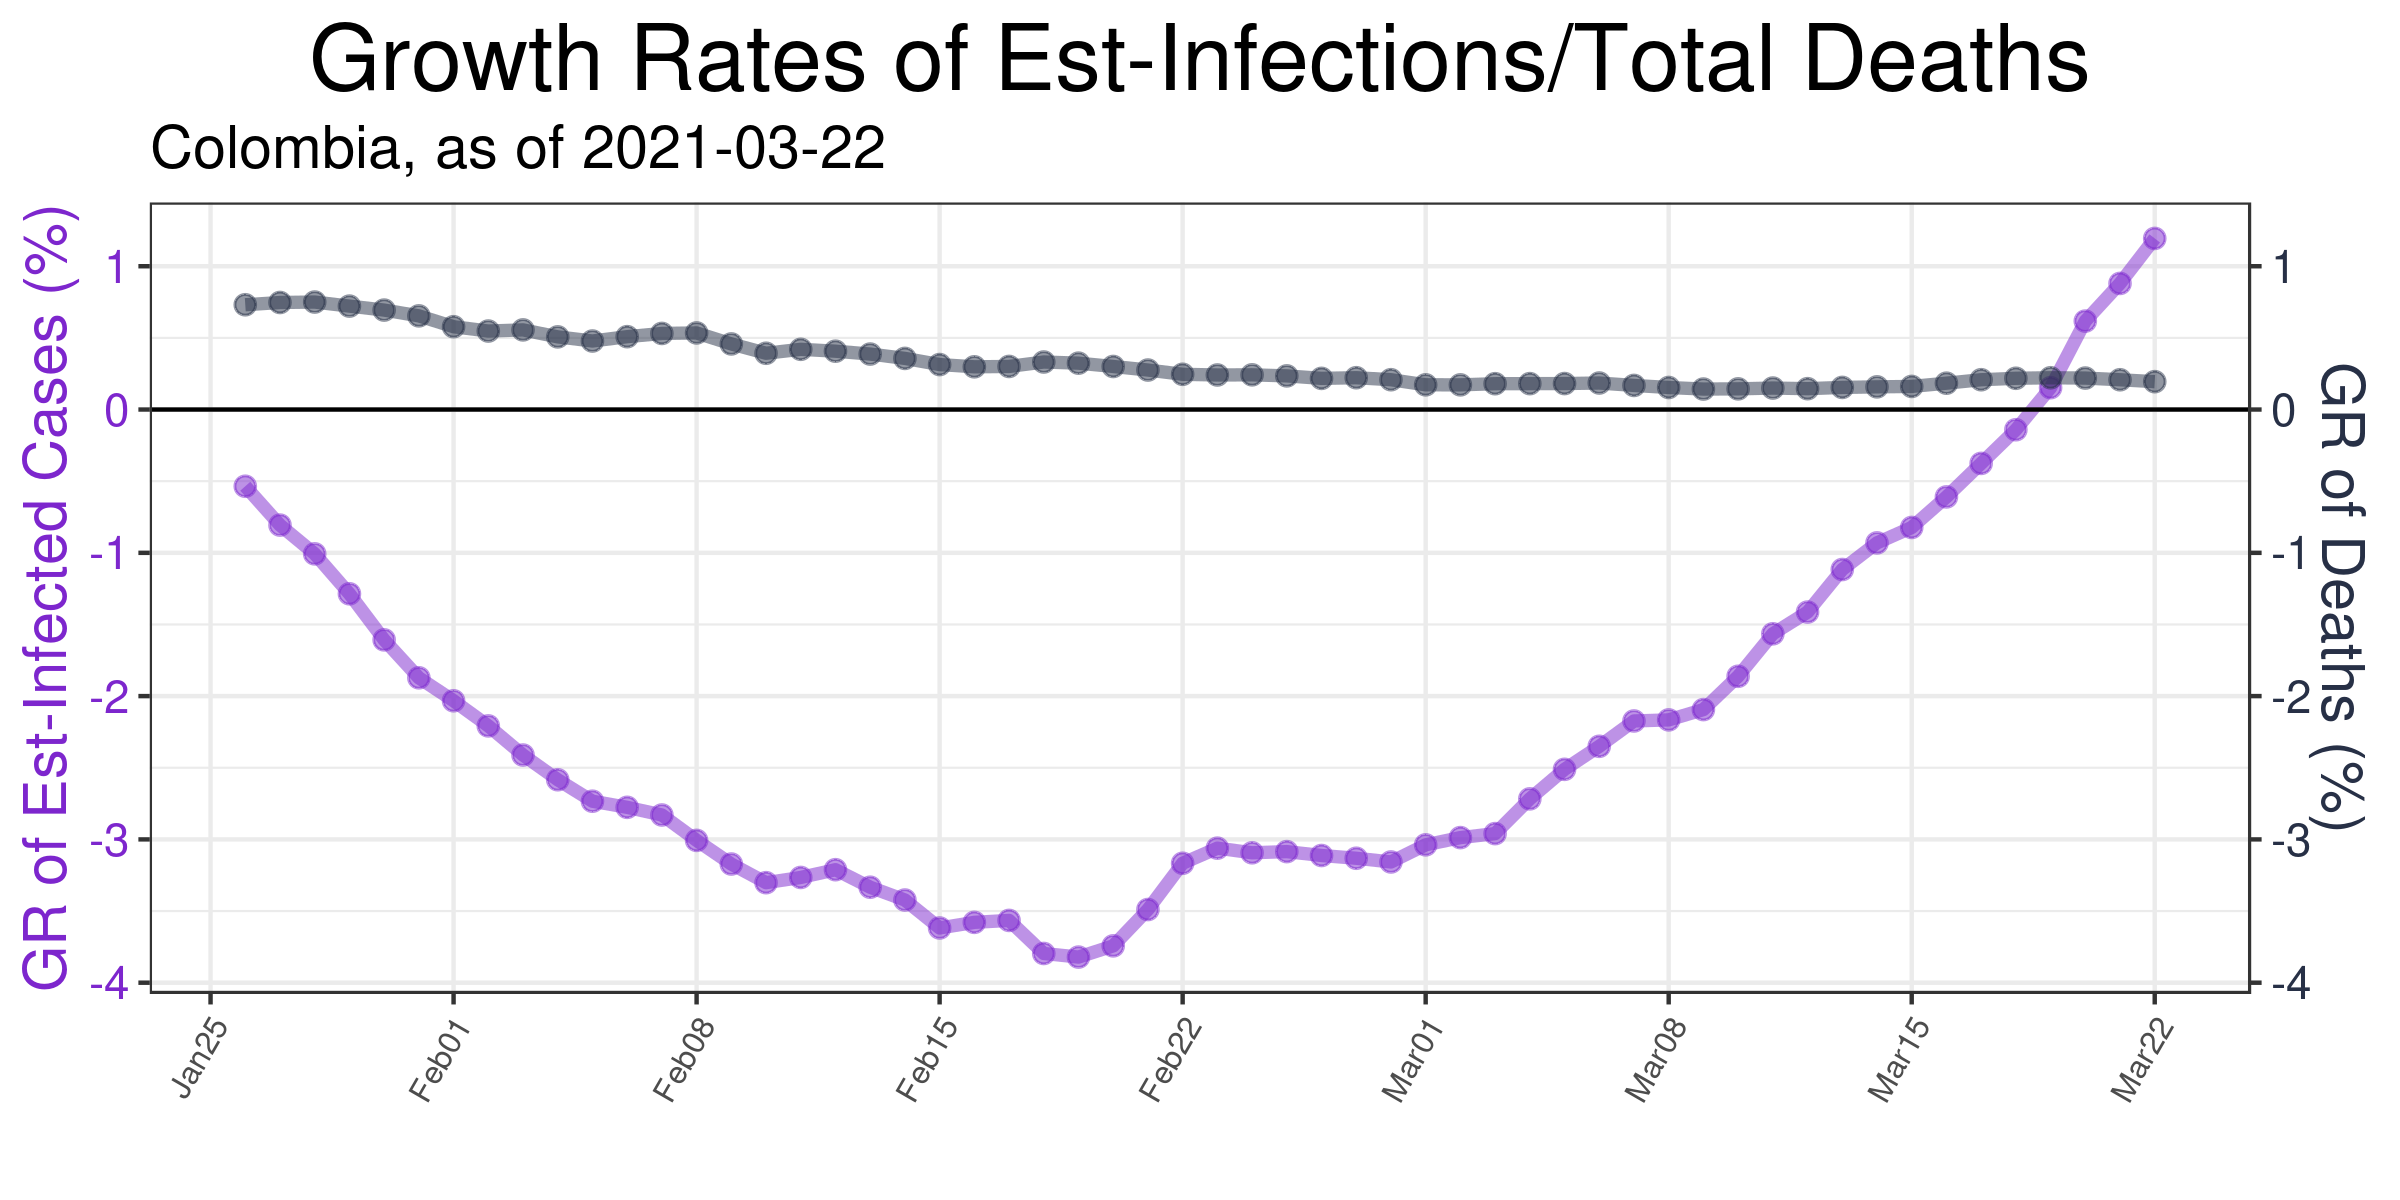 Growth Rates of Est-Infections/Total Deaths
Colombia, as of 2021-03-22
GR of Est-Infected Cases (%)
1
0
-1
-2
-3
-4
1
0
-1
-2
-3
-4
GR of Deaths (%)
Jan25
Feb01
Feb08
Feb15
Feb22
Mar01
Mar08
Mar15
Mar22